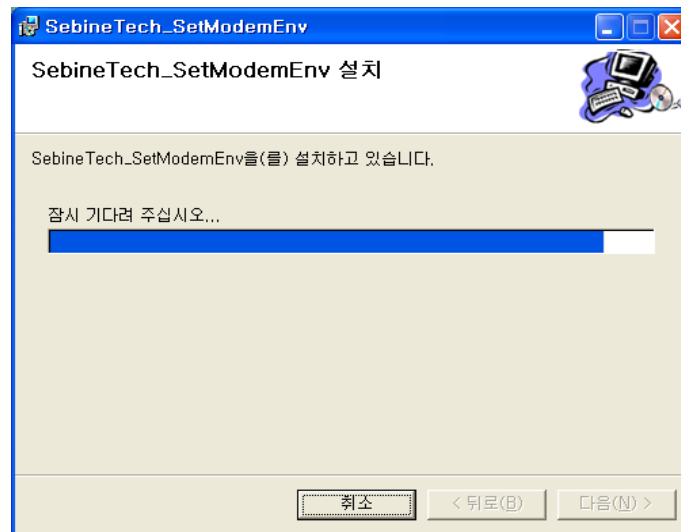 SebineTech_SetModemEnv
SebineTech_SetModemEnv 설치
SebineTech_SetModemEnv을(를) 설치하고 있습니다.
잠시 기다려 주십시오...
취소
< 뒤로(B)
다음(N) >